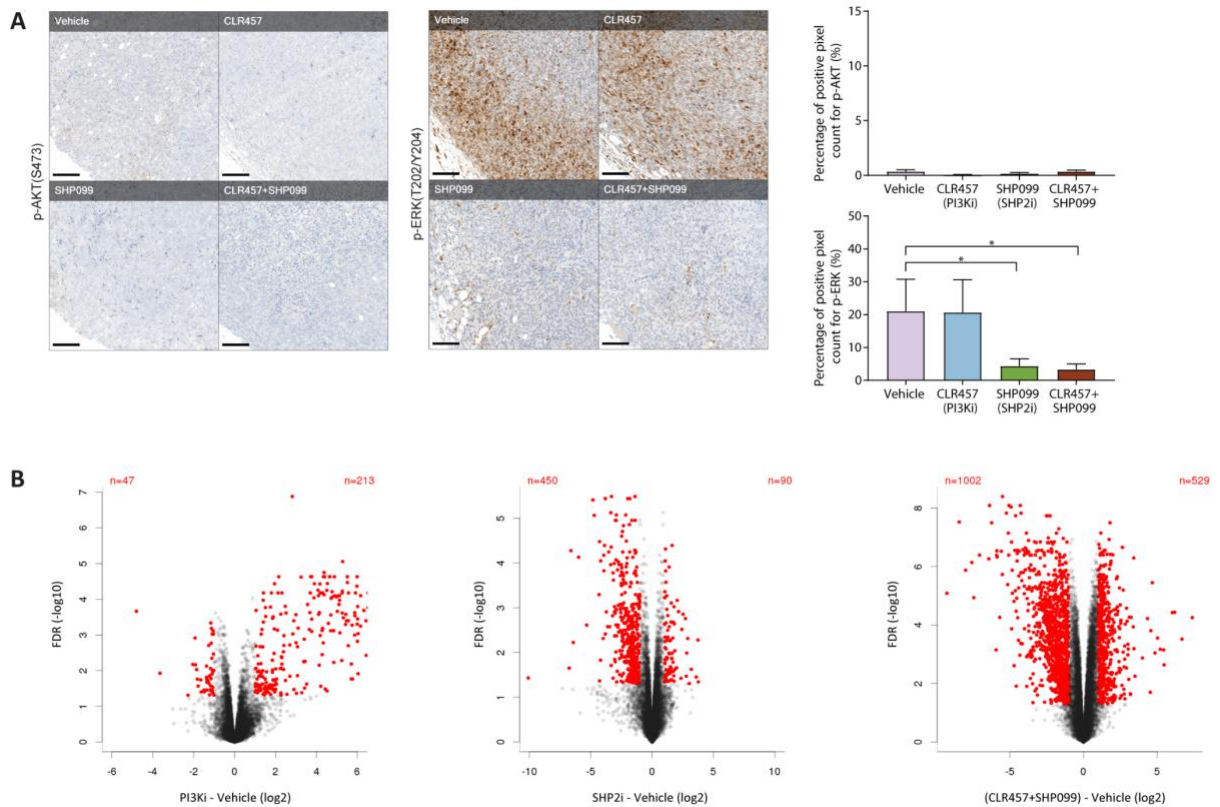 A
p-AKT(S473)
Vehicle
CLR457
SHP099
CLR457+SHP099
p-ERK(T202/Y204)
Vehicle
CLR457
SHP099
CLR457+SHP099
Percentage of positive pixel
count for p-AKT (%)
15
10
5
0
Vehicle
CLR457
(PI3Ki)
SHP099
(SHP2i)
CLR457+
SHP099
Percentage of positive pixel
count for p-ERK (%)
50
40
30
20
10
0
*
*
Vehicle
CLR457
(PI3Ki)
SHP099
(SHP2i)
CLR457+
SHP099
B
n=47
n=213
FDR (-log10)
7
6
5
4
3
2
1
0
-6
-4
-2
0
2
4
6
PI3Ki - Vehicle (log2)
n=450
n=90
FDR (-log10)
5
4
3
2
1
0
-10
-5
0
5
10
SHP2i - Vehicle (log2)
n=1002
n=529
FDR (-log10)
8
6
4
2
0
-5
0
5
(CLR457+SHP099) - Vehicle (log2)